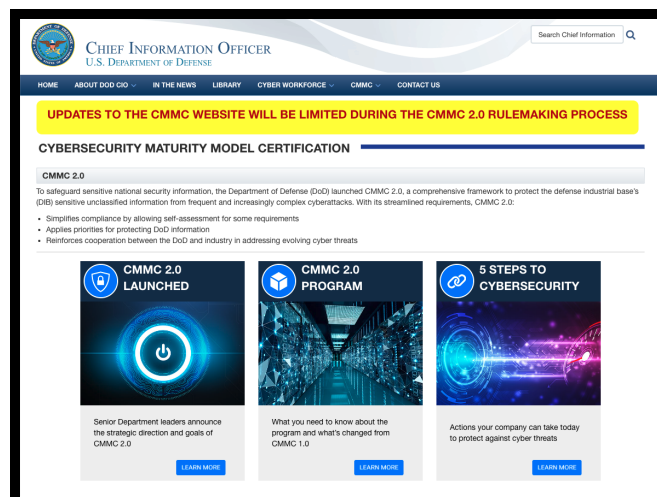 Search Chief Information
CHIEF INFORMATION OFFICER
U.S. DEPARTMENT OF DEFENSE
HOME ABOUT DOD CIO IN THE NEWS LIBRARY CYBER WORKFORCE CMMC CONTACT US
UPDATES TO THE CMMC WEBSITE WILL BE LIMITED DURING THE CMMC 2.0 RULEMAKING PROCESS
CYBERSECURITY MATURITY MODEL CERTIFICATION
CMMC 2.0
To safeguard sensitive national security information, the Department of Defense (DoD) launched CMMC 2.0, a comprehensive framework to protect the defense industrial base's
(DIB) sensitive unclassified information from frequent and increasingly complex cyberattacks. With its streamlined requirements, CMMC 2.0:
• Simplifies compliance by allowing self-assessment for some requirements
• Applies priorities for protecting DoD information
• Reinforces cooperation between the DoD and industry in addressing evolving cyber threats
CMMC 2.0
LAUNCHED
Senior Department leaders announce
the strategic direction and goals of
CMMC 2.0
LEARN MORE
CMMC 2.0
PROGRAM
What you need to know about the
program and what's changed from
CMMC 1.0
LEARN MORE
5 STEPS TO
CYBERSECURITY
Actions your company can take today
to protect against cyber threats
LEARN MORE